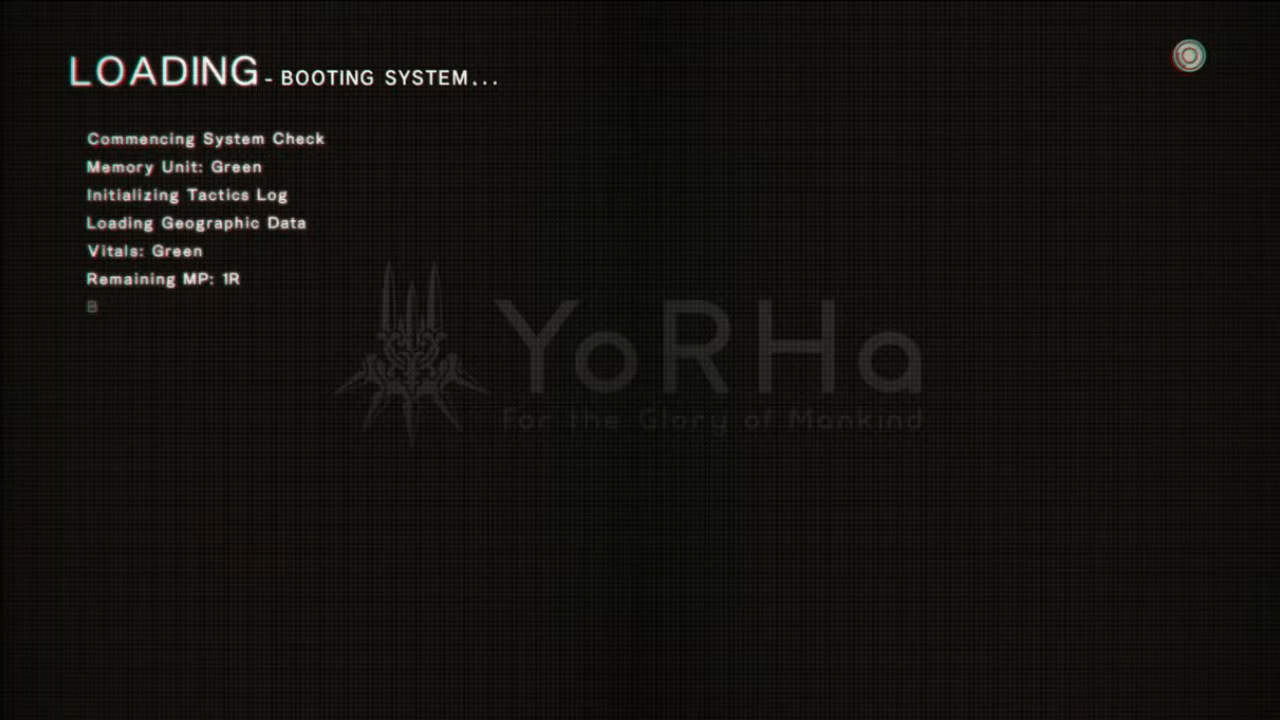 LOADING - BOOTING SYSTEM...
Commencing System Check
Memory Unit: Green
Initializing Tactics Log
Loading Geographic Data
Vitals: Green
Remaining MP: 1R
B
YoRHa
For the Glory of Mankind